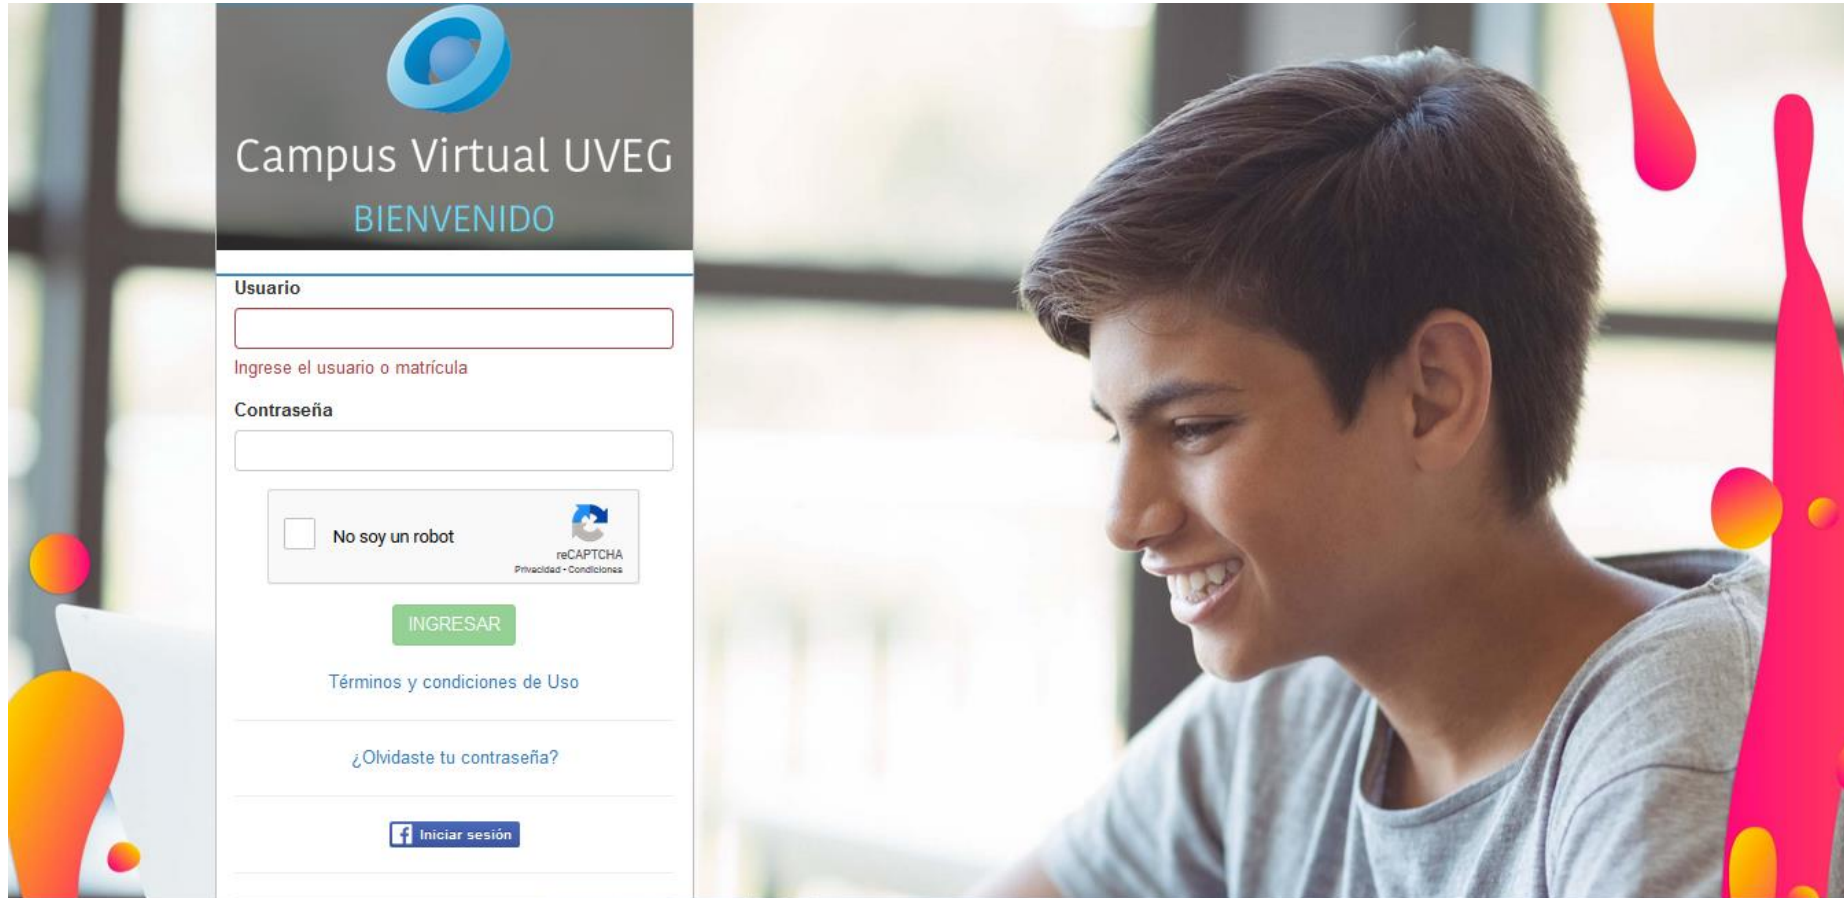 Campus Virtual UVEG
BIENVENIDO
Usuario
Ingrese el usuario o matrícula
Contraseña
No soy un robot
reCAPTCHA
Privacidad - Condiciones
INGRESAR
Términos y condiciones de Uso
¿Olvidaste tu contraseña?
f Iniciar sesión